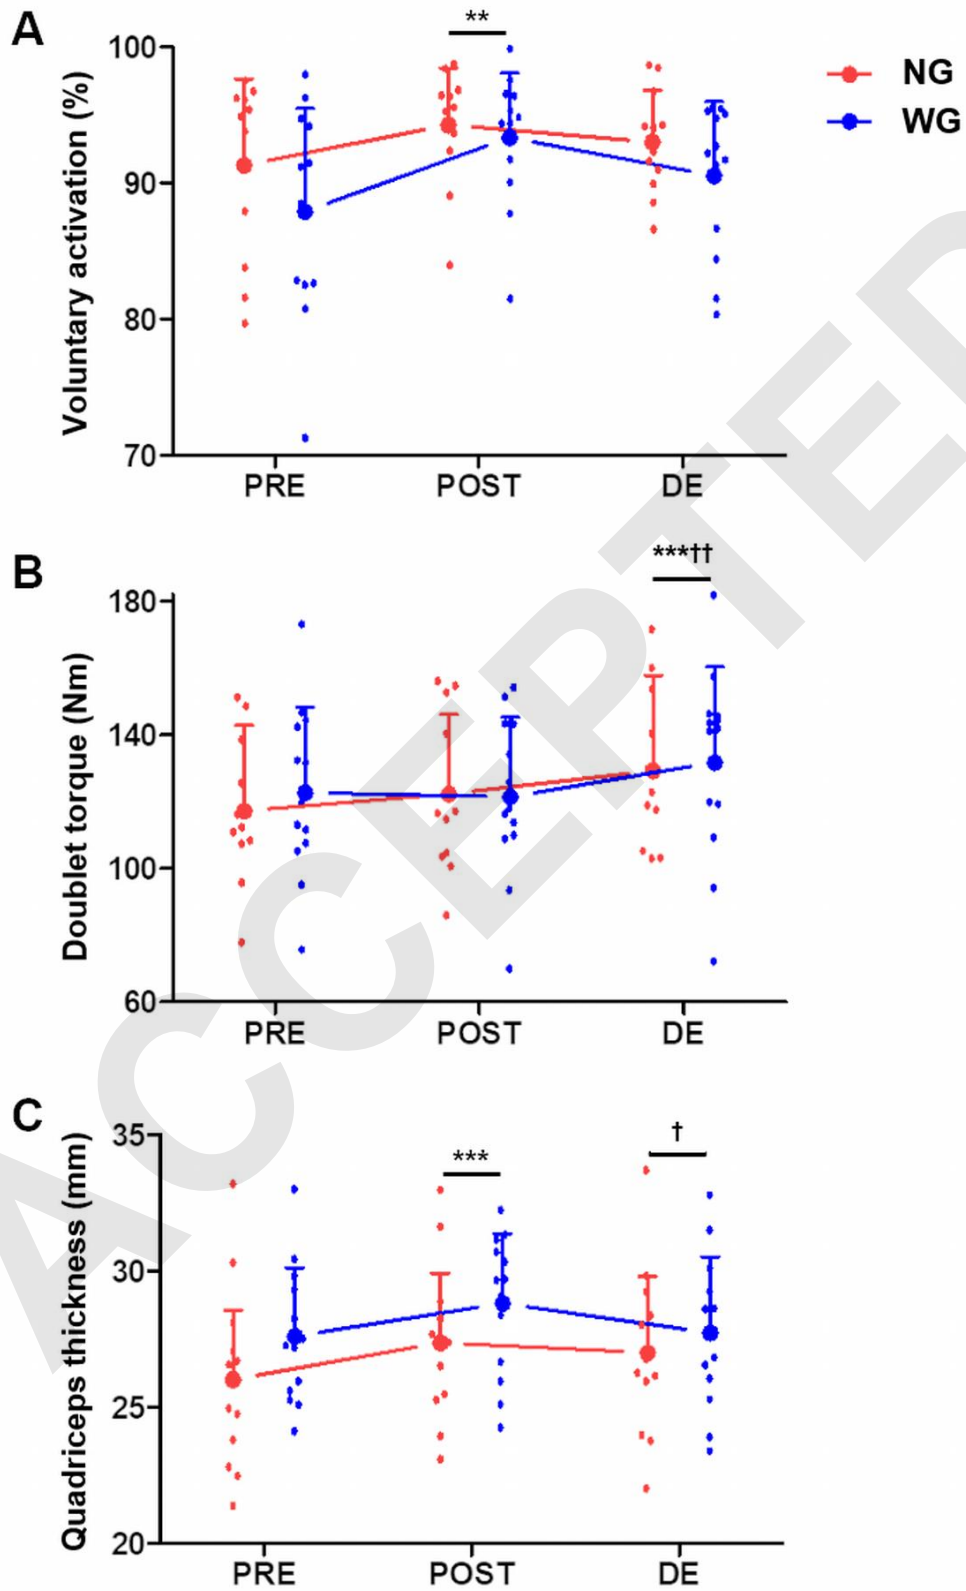 A
**
100
90
80
70
Voluntary activation (%)
PRE POST DE
NG
WG
B
***††
180
140
100
60
Doublet torque (Nm)
PRE POST DE
C
***
†
35
30
25
20
Quadriceps thickness (mm)
PRE POST DE
ACCEPTED